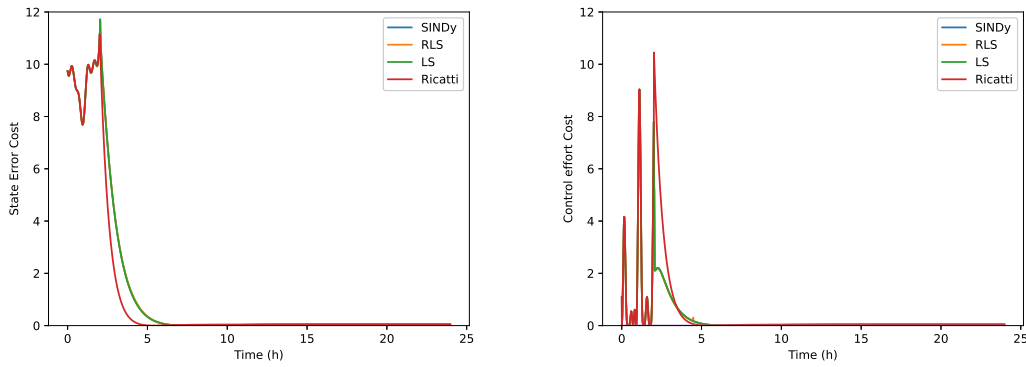 12
10
8
6
4
2
0
State Error Cost
0
5
10
15
20
25
Time (h)
SINDy
RLS
LS
Ricatti
12
10
8
6
4
2
0
Control effort Cost
0
5
10
15
20
25
Time (h)
SINDy
RLS
LS
Ricatti